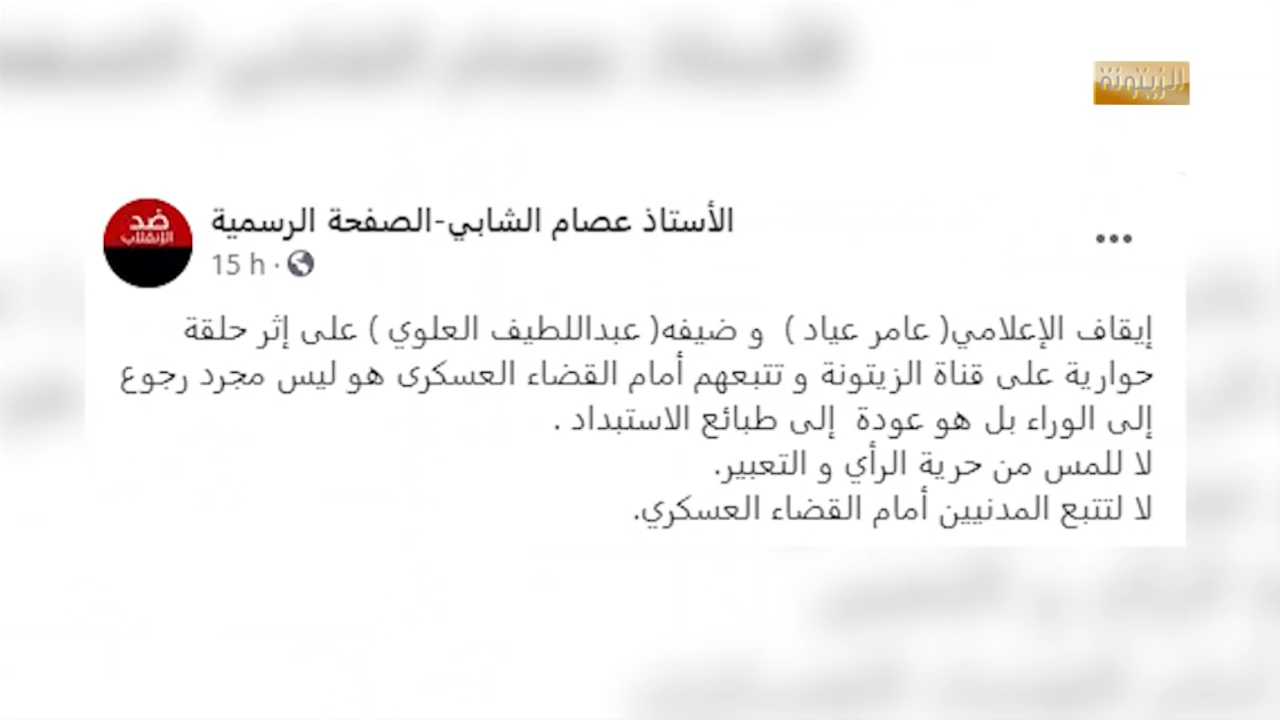 الزيتونة
ضد
الإنقلاب
الأستاذ عصام الشابي-الصفحة الرسمية
15 h ·
إيقاف الإعلامي( عامر عياد ) و ضيفه( عبداللطيف العلوي ) على إثر حلقة
حوارية على قناة الزيتونة و تتبعهم أمام القضاء العسكرى هو ليس مجرد رجوع
إلى الوراء بل هو عودة إلى طبائع الاستبداد .
لا للمس من حرية الرأي و التعبير.
لا لتتبع المدنيين أمام القضاء العسكري.